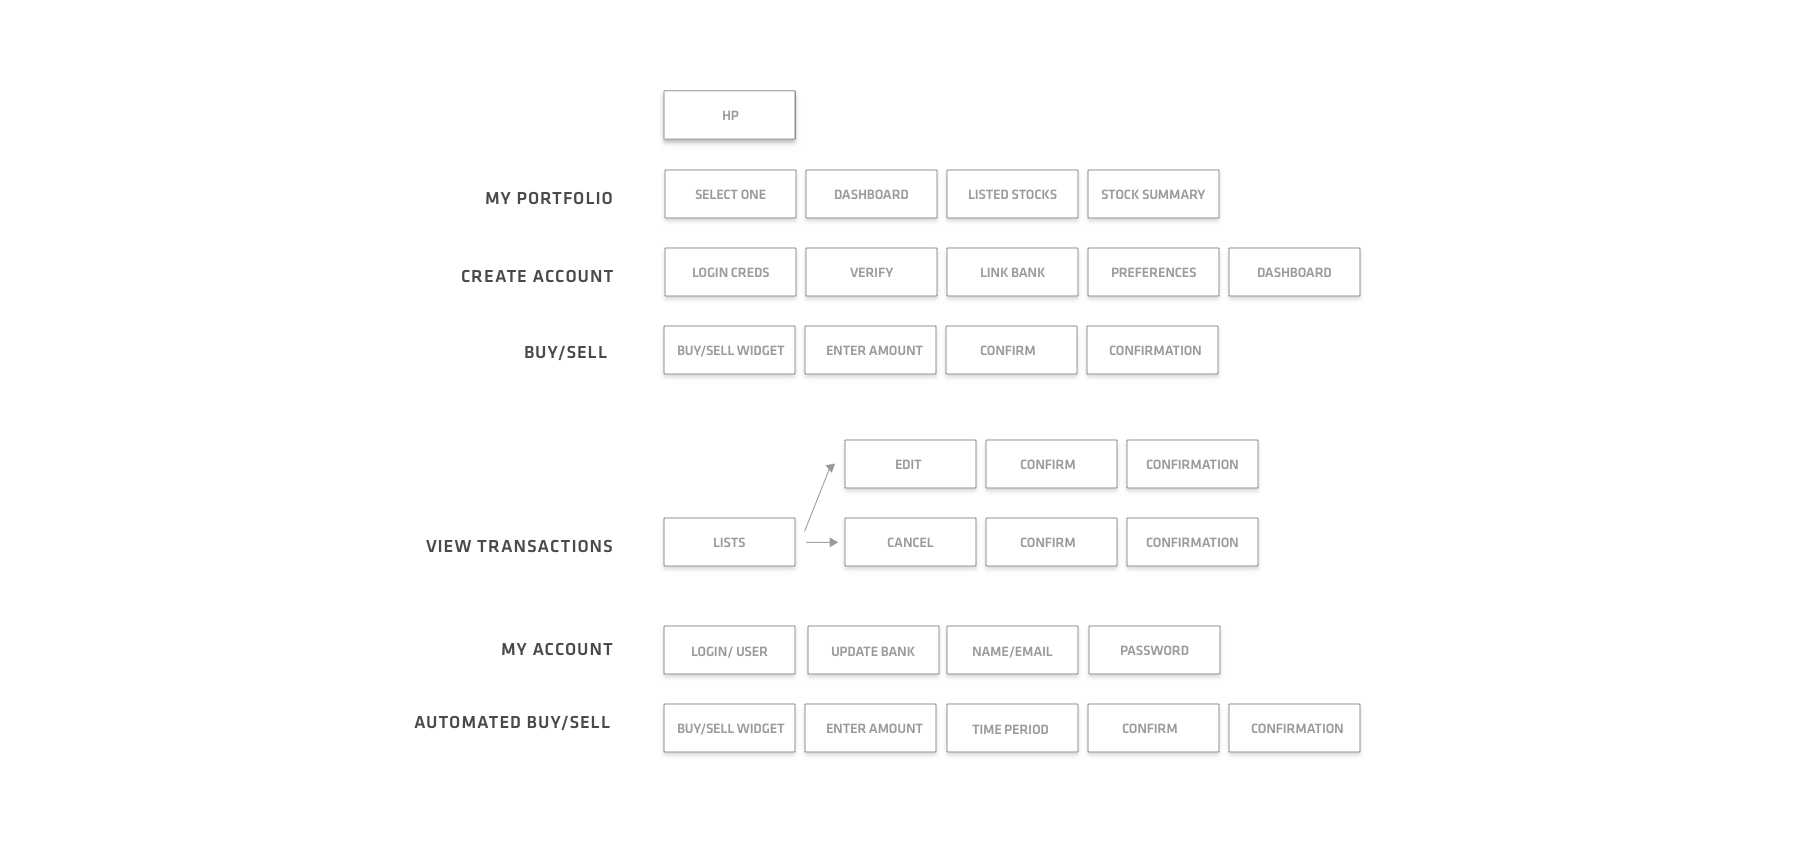 HP
MY PORTFOLIO SELECT ONE DASHBOARD LISTED STOCKS STOCK SUMMARY
CREATE ACCOUNT LOGIN CREDS VERIFY LINK BANK PREFERENCES DASHBOARD
BUY/SELL BUY/SELL WIDGET ENTER AMOUNT CONFIRM CONFIRMATION
EDIT CONFIRM CONFIRMATION
VIEW TRANSACTIONS LISTS CANCEL CONFIRM CONFIRMATION
MY ACCOUNT LOGIN/ USER UPDATE BANK NAME/EMAIL PASSWORD
AUTOMATED BUY/SELL BUY/SELL WIDGET ENTER AMOUNT TIME PERIOD CONFIRM CONFIRMATION